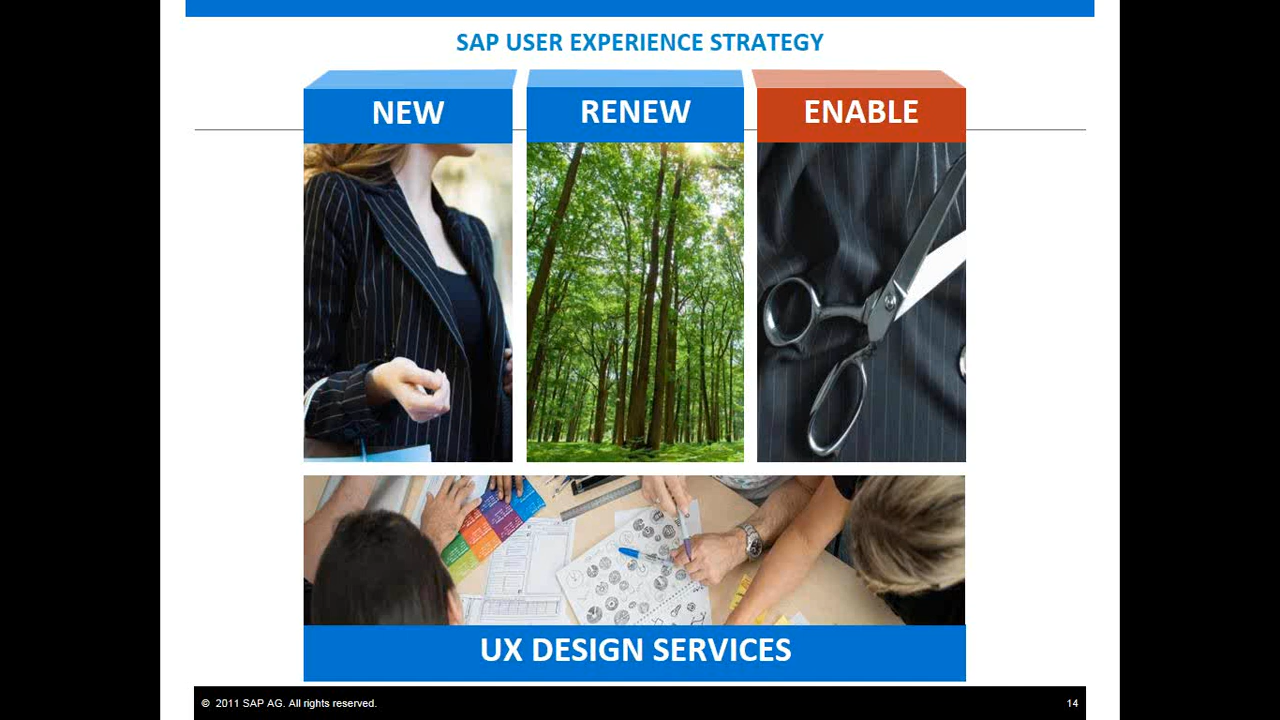 SAP USER EXPERIENCE STRATEGY
NEW
RENEW
ENABLE
UX DESIGN SERVICES
© 2011 SAP AG. All rights reserved.
14